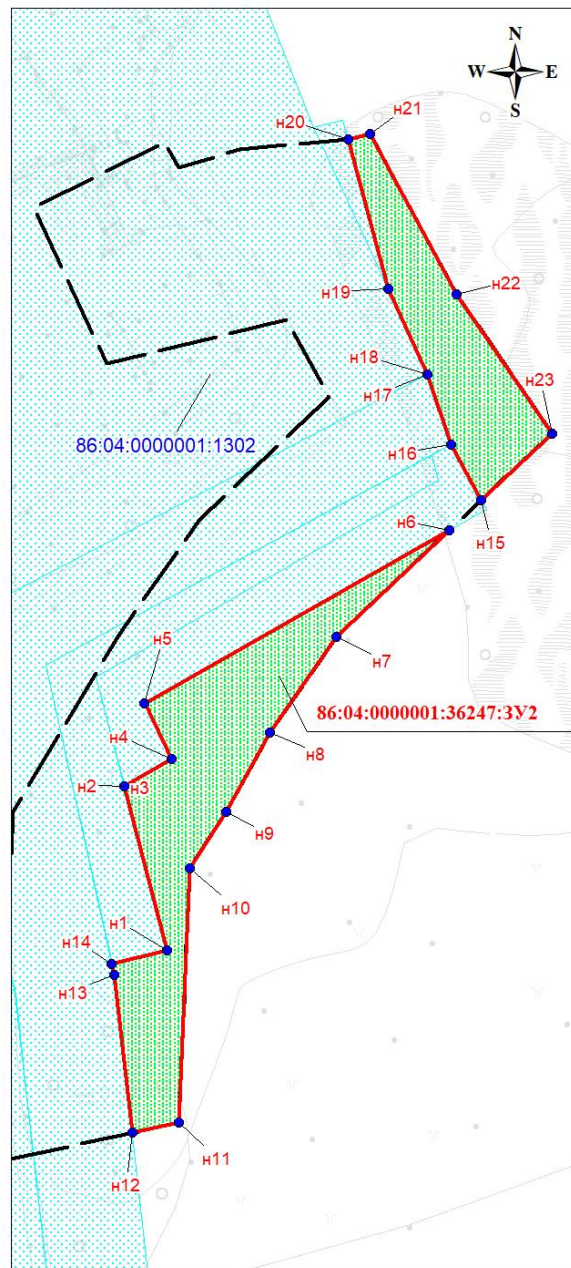 N
W E
S
н20
н21
н19
н22
н18
н17
н23
86:04:0000001:1302
н16
н6
н15
н5
н7
86:04:0000001:36247:ЗУ2
н4
н8
н2
н3
н9
н10
н1
н14
н13
н11
н12